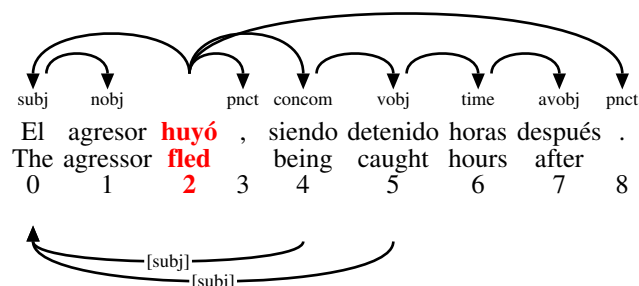 subj nobj pnct concom vobj time avobj pnct
El agresor huyó , siendo detenido horas después .
The agressor fled being caught hours after
0 1 2 3 4 5 6 7 8
[subj]
[subj]